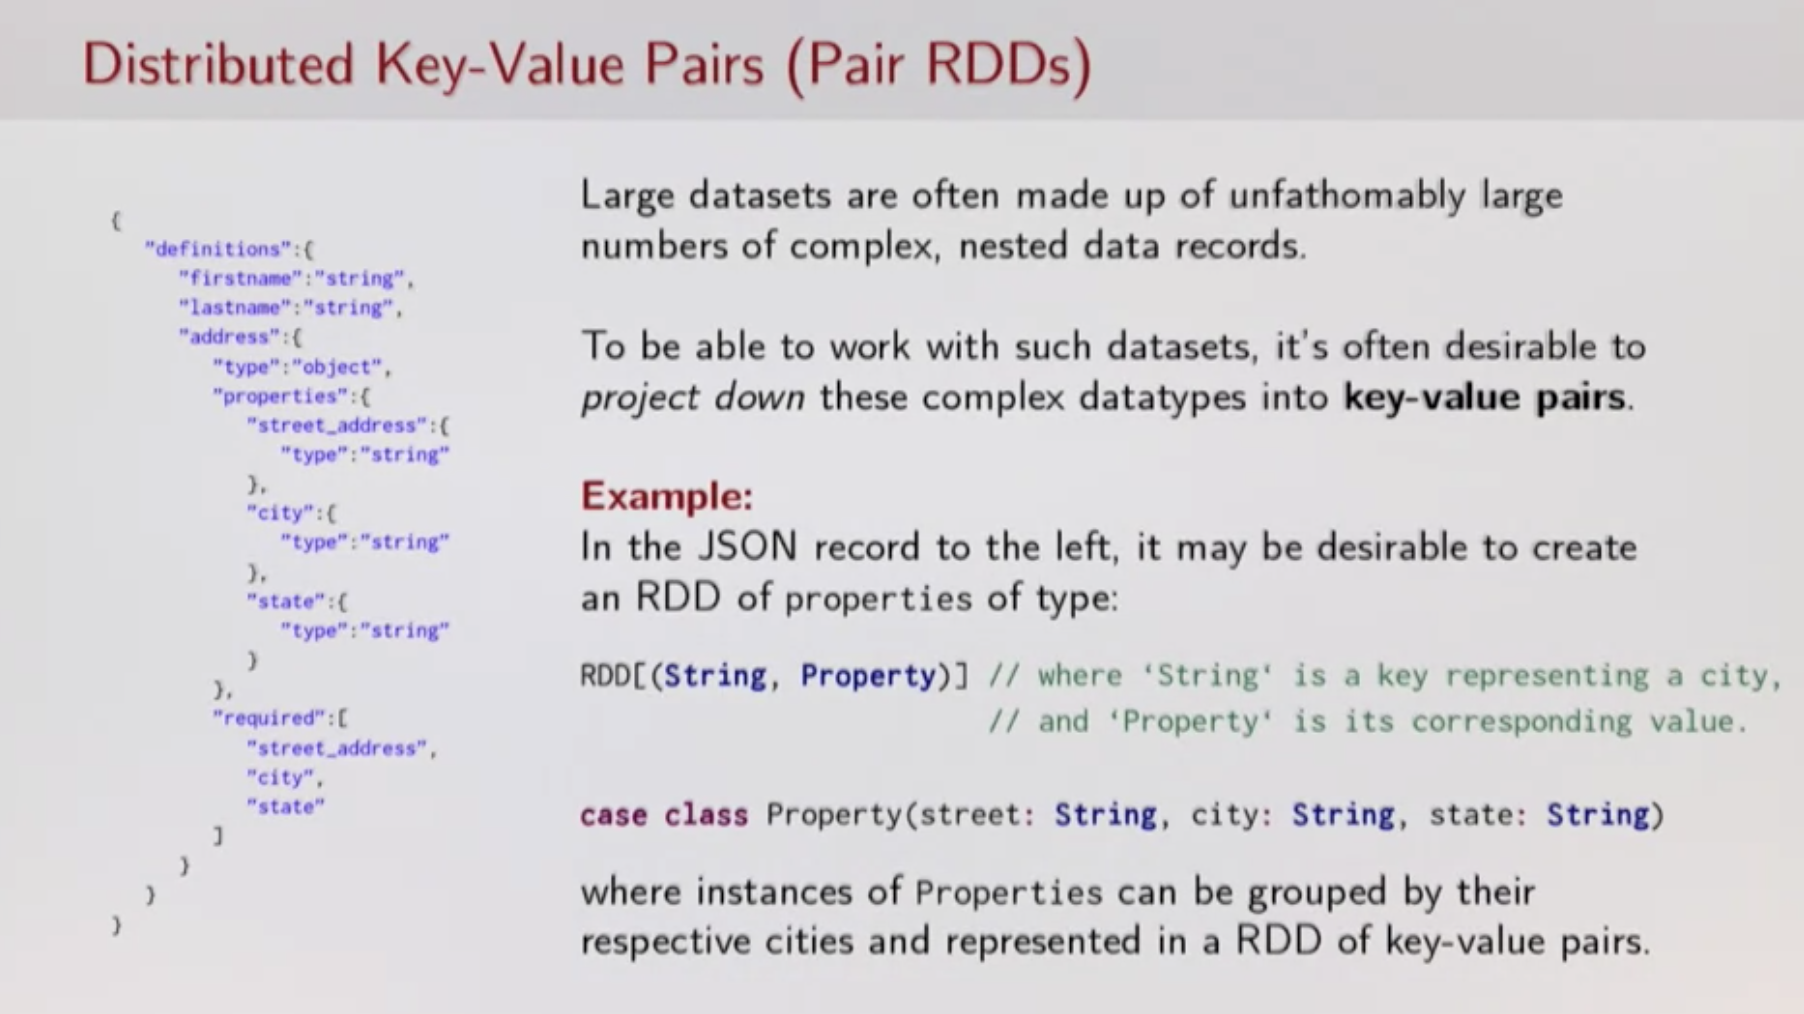 Distributed Key-Value Pairs (Pair RDDs)
{
"definitions":{
"firstname":"string",
"lastname":"string",
"address":{
"type":"object",
"properties":{
"street_address":{
"type":"string"
},
"city":{
"type":"string"
},
"state":{
"type":"string"
}
},
"required":[
"street_address",
"city",
"state"
]
}
}
}
Large datasets are often made up of unfathomably large
numbers of complex, nested data records.
To be able to work with such datasets, it's often desirable to
project down these complex datatypes into key-value pairs.
Example:
In the JSON record to the left, it may be desirable to create
an RDD of properties of type:
RDD[(String, Property)] // where ‘String‘ is a key representing a city,
// and ‘Property‘ is its corresponding value.
case class Property(street: String, city: String, state: String)
where instances of Properties can be grouped by their
respective cities and represented in a RDD of key-value pairs.